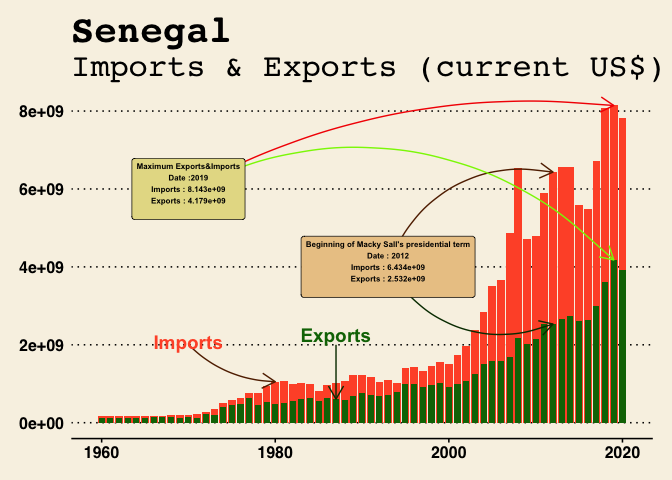 Senegal
Imports & Exports (current US$)
8e+09
Maximum Exports&Imports
Date :2019
Imports : 8.143e+09
Exports : 4.179e+09
6e+09
Beginning of Macky Sall's presidential term
Date : 2012
Imports : 6.434e+09
Exports : 2.532e+09
4e+09
Imports
Exports
2e+09
0e+00
1960
1980
2000
2020